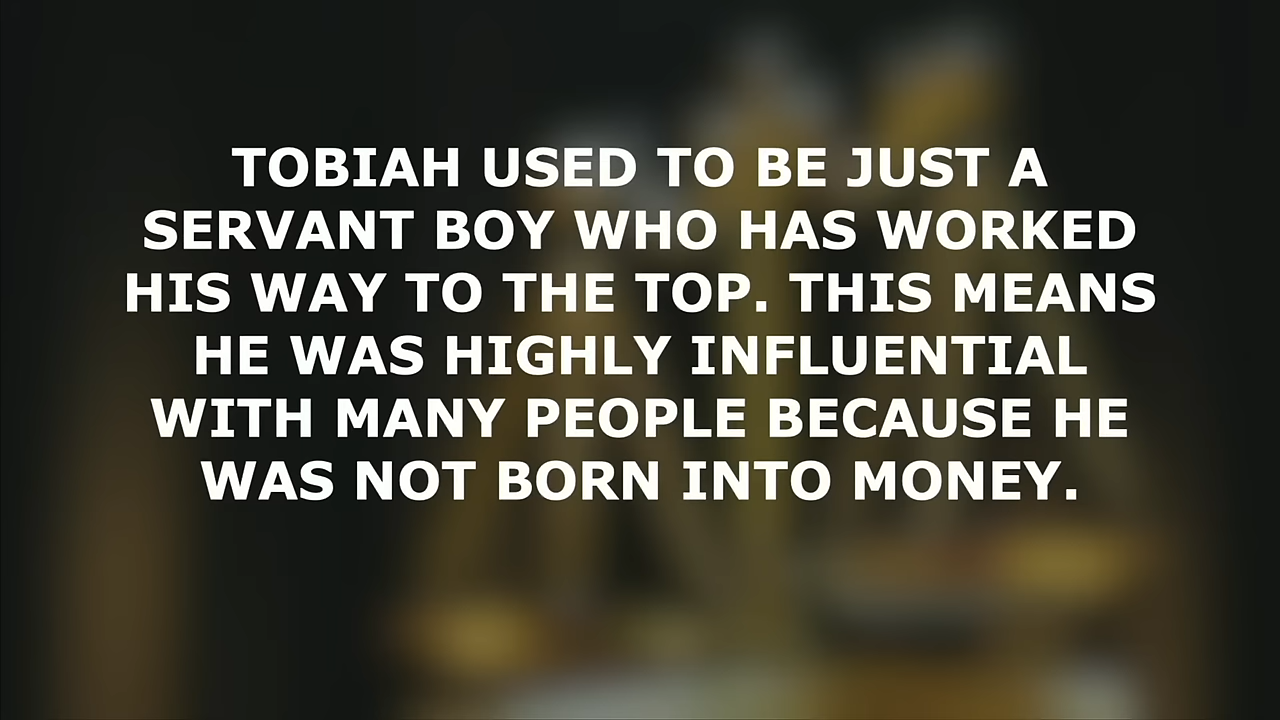 TOBIAH USED TO BE JUST A
SERVANT BOY WHO HAS WORKED
HIS WAY TO THE TOP. THIS MEANS
HE WAS HIGHLY INFLUENTIAL
WITH MANY PEOPLE BECAUSE HE
WAS NOT BORN INTO MONEY.